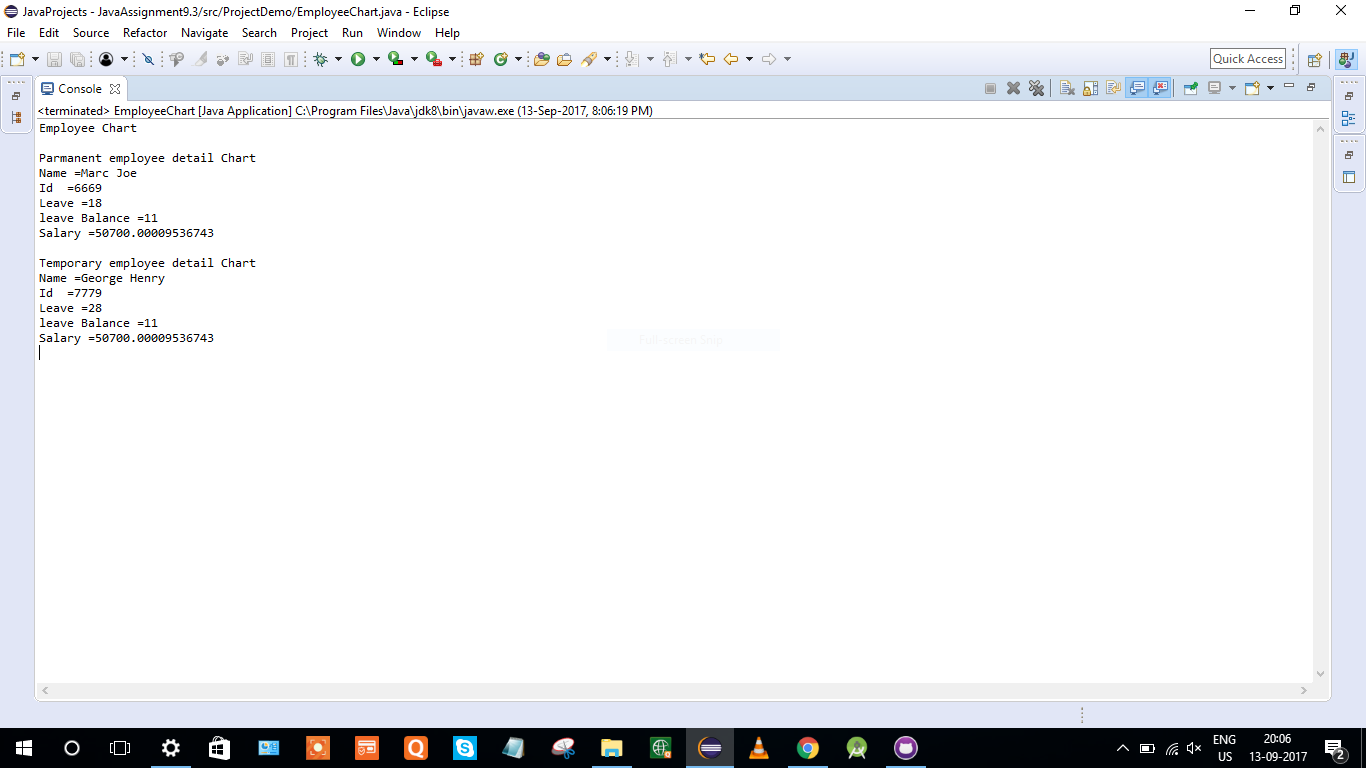 JavaProjects - JavaAssignment9.3/src/ProjectDemo/EmployeeChart.java - Eclipse
File Edit Source Refactor Navigate Search Project Run Window Help
Quick Access
Console
<terminated> EmployeeChart [Java Application] C:\Program Files\Java\jdk8\bin\javaw.exe (13-Sep-2017, 8:06:19 PM)
Employee Chart
Parmanent employee detail Chart
Name =Marc Joe
Id  =6669
Leave =18
leave Balance =11
Salary =50700.00009536743
Temporary employee detail Chart
Name =George Henry
Id  =7779
Leave =28
leave Balance =11
Salary =50700.00009536743
Full-screen Snip
ENG 20:06
US 13-09-2017
2